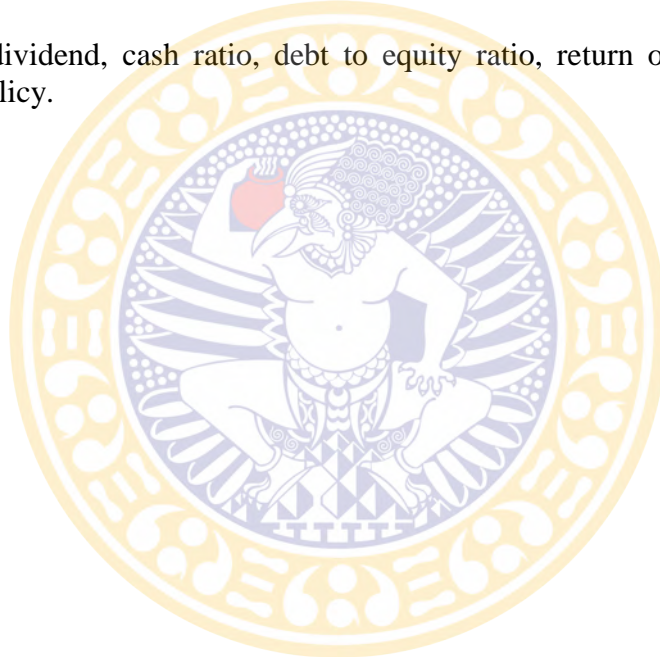 dividend, cash ratio, debt to equity ratio, return o
licy.